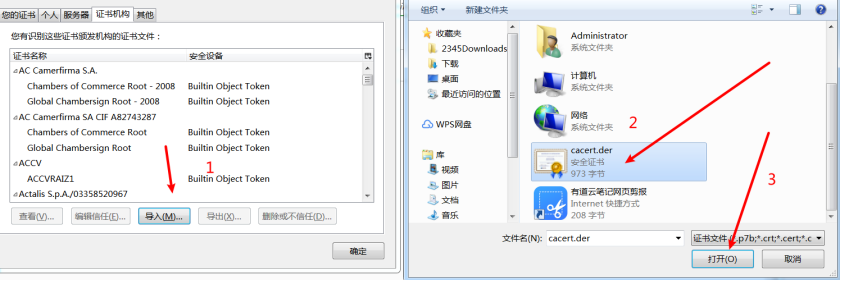 您的证书 个人 服务器 证书机构 其他
您有识别这些证书颁发机构的证书文件：
证书名称 安全设备
AC Camerfirma S.A.
Chambers of Commerce Root - 2008 Builtin Object Token
Global Chambersign Root - 2008 Builtin Object Token
AC Camerfirma SA CIF A82743287
Chambers of Commerce Root Builtin Object Token
Global Chambersign Root Builtin Object Token
ACCV
1
ACCVRAIZ1 Builtin Object Token
Actalis S.p.A./03358520967
查看(V)... 编辑信任(E)... 导入(M)... 导出(X)... 删除或不信任(D)...
确定
组织 新建文件夹
收藏夹
2345Downloads
下载
桌面
最近访问的位置
WPS网盘
库
视频
图片
文档
音乐
Administrator
系统文件夹
计算机
系统文件夹
网络
系统文件夹
2
cacert.der
安全证书
973 字节
3
有道云笔记网页剪报
Internet 快捷方式
208 字节
文件名(N): cacert.der 证书文件 (*.p7b;*.crt;*.cert;*.c
打开(O) 取消